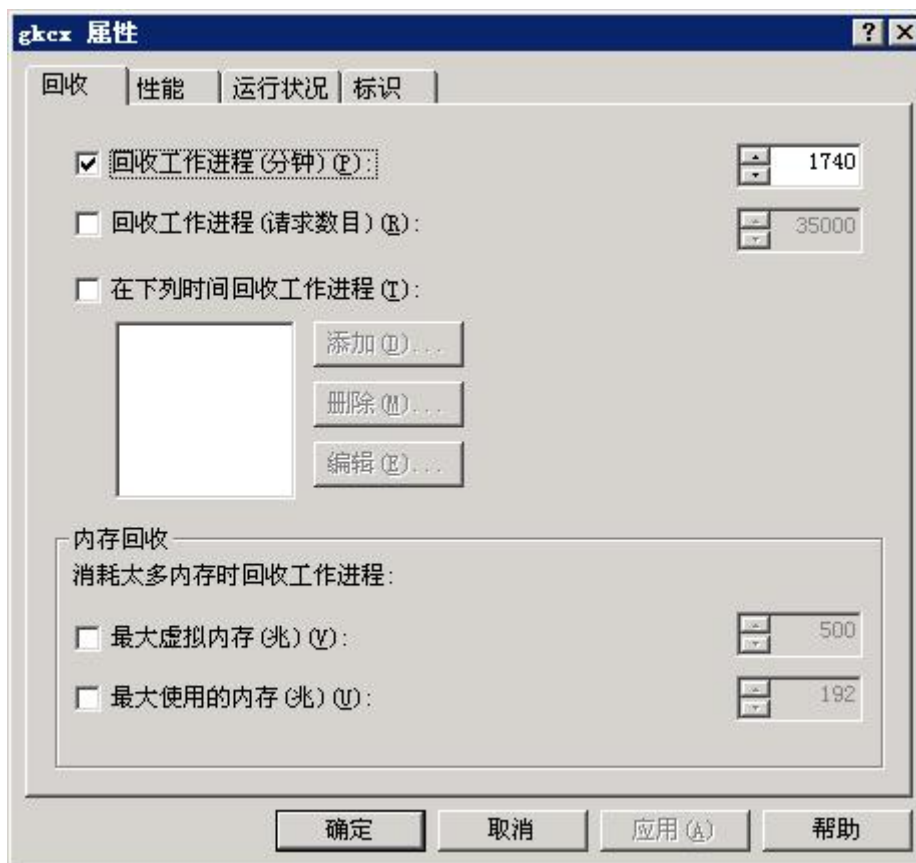 gkcx 属性
回收 性能 运行状况 标识
回收工作进程(分钟)(P): 1740
回收工作进程(请求数目)(R): 35000
在下列时间回收工作进程(T):
添加(D)...
删除(M)...
编辑(E)...
内存回收
消耗太多内存时回收工作进程:
最大虚拟内存(兆)(V): 500
最大使用的内存(兆)(U): 192
确定 取消 应用(A) 帮助